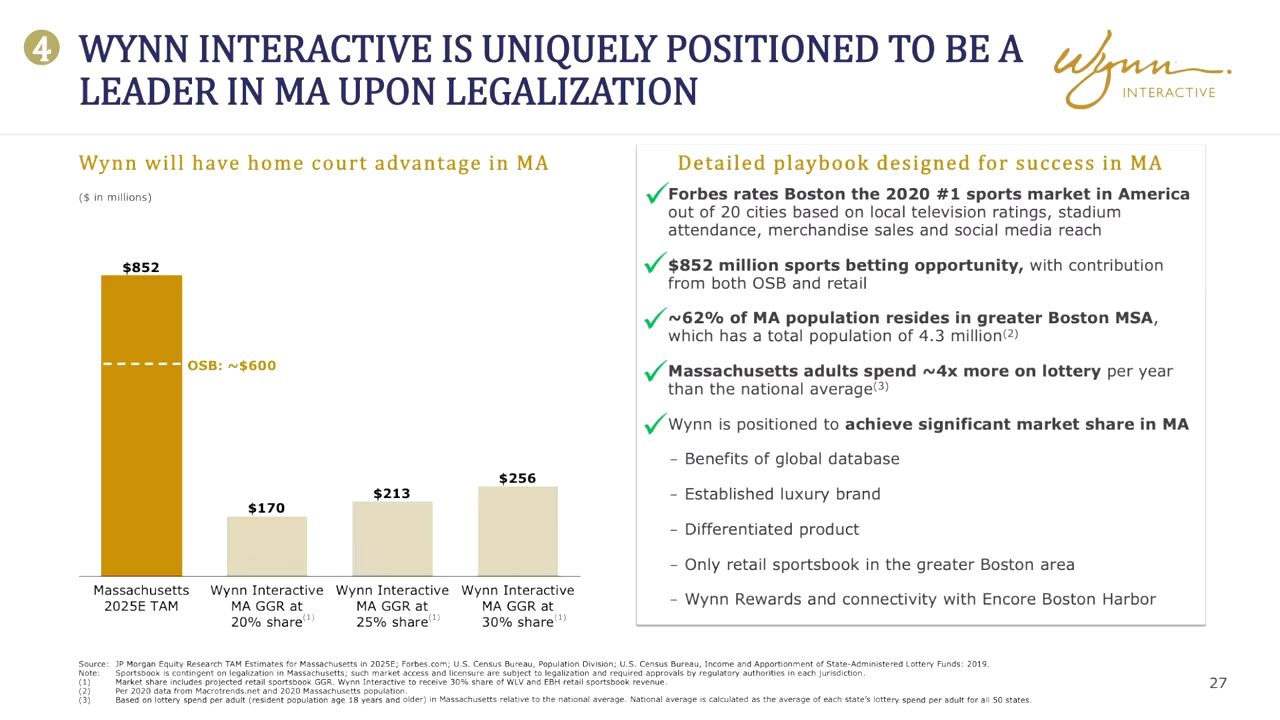 4
WYNN INTERACTIVE IS UNIQUELY POSITIONED TO BE A
LEADER IN MA UPON LEGALIZATION
Wynn
INTERACTIVE
Wynn will have home court advantage in MA
($ in millions)
$852
OSB: ~$600
$170
$213
$256
Massachusetts
2025E TAM
Wynn Interactive
MA GGR at
20% share(1)
Wynn Interactive
MA GGR at
25% share(1)
Wynn Interactive
MA GGR at
30% share(1)
Detailed playbook designed for success in MA
Forbes rates Boston the 2020 #1 sports market in America
out of 20 cities based on local television ratings, stadium
attendance, merchandise sales and social media reach
$852 million sports betting opportunity, with contribution
from both OSB and retail
~62% of MA population resides in greater Boston MSA,
which has a total population of 4.3 million(2)
Massachusetts adults spend ~4x more on lottery per year
than the national average(3)
Wynn is positioned to achieve significant market share in MA
– Benefits of global database
– Established luxury brand
– Differentiated product
– Only retail sportsbook in the greater Boston area
– Wynn Rewards and connectivity with Encore Boston Harbor
Source: JP Morgan Equity Research TAM Estimates for Massachusetts in 2025E; Forbes.com; U.S. Census Bureau, Population Division; U.S. Census Bureau, Income and Apportionment of State-Administered Lottery Funds: 2019.
Note: Sportsbook is contingent on legalization in Massachusetts; such market access and licensure are subject to legalization and required approvals by regulatory authorities in each jurisdiction.
(1) Market share includes projected retail sportsbook GGR. Wynn Interactive to receive 30% share of WLV and EBH retail sportsbook revenue.
(2) Per 2020 data from Macrotrends.net and 2020 Massachusetts population.
(3) Based on lottery spend per adult (resident population age 18 years and older) in Massachusetts relative to the national average. National average is calculated as the average of each state's lottery spend per adult for all 50 states.
27